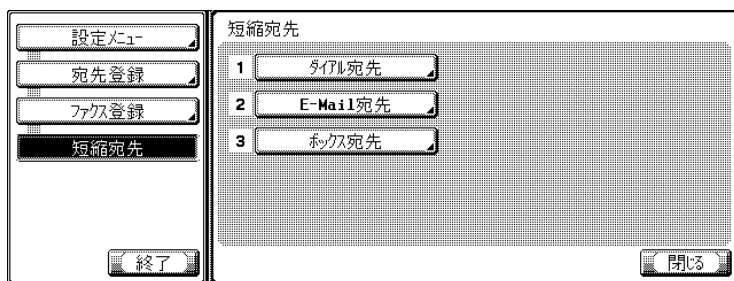 設定ﾒﾆｭｰ
宛先登録
ﾌｧｸｽ登録
短縮宛先
終了
短縮宛先
1 ﾀﾞｲｱﾙ宛先
2 E-Mail宛先
3 ﾎﾞｯｸｽ宛先
閉じる